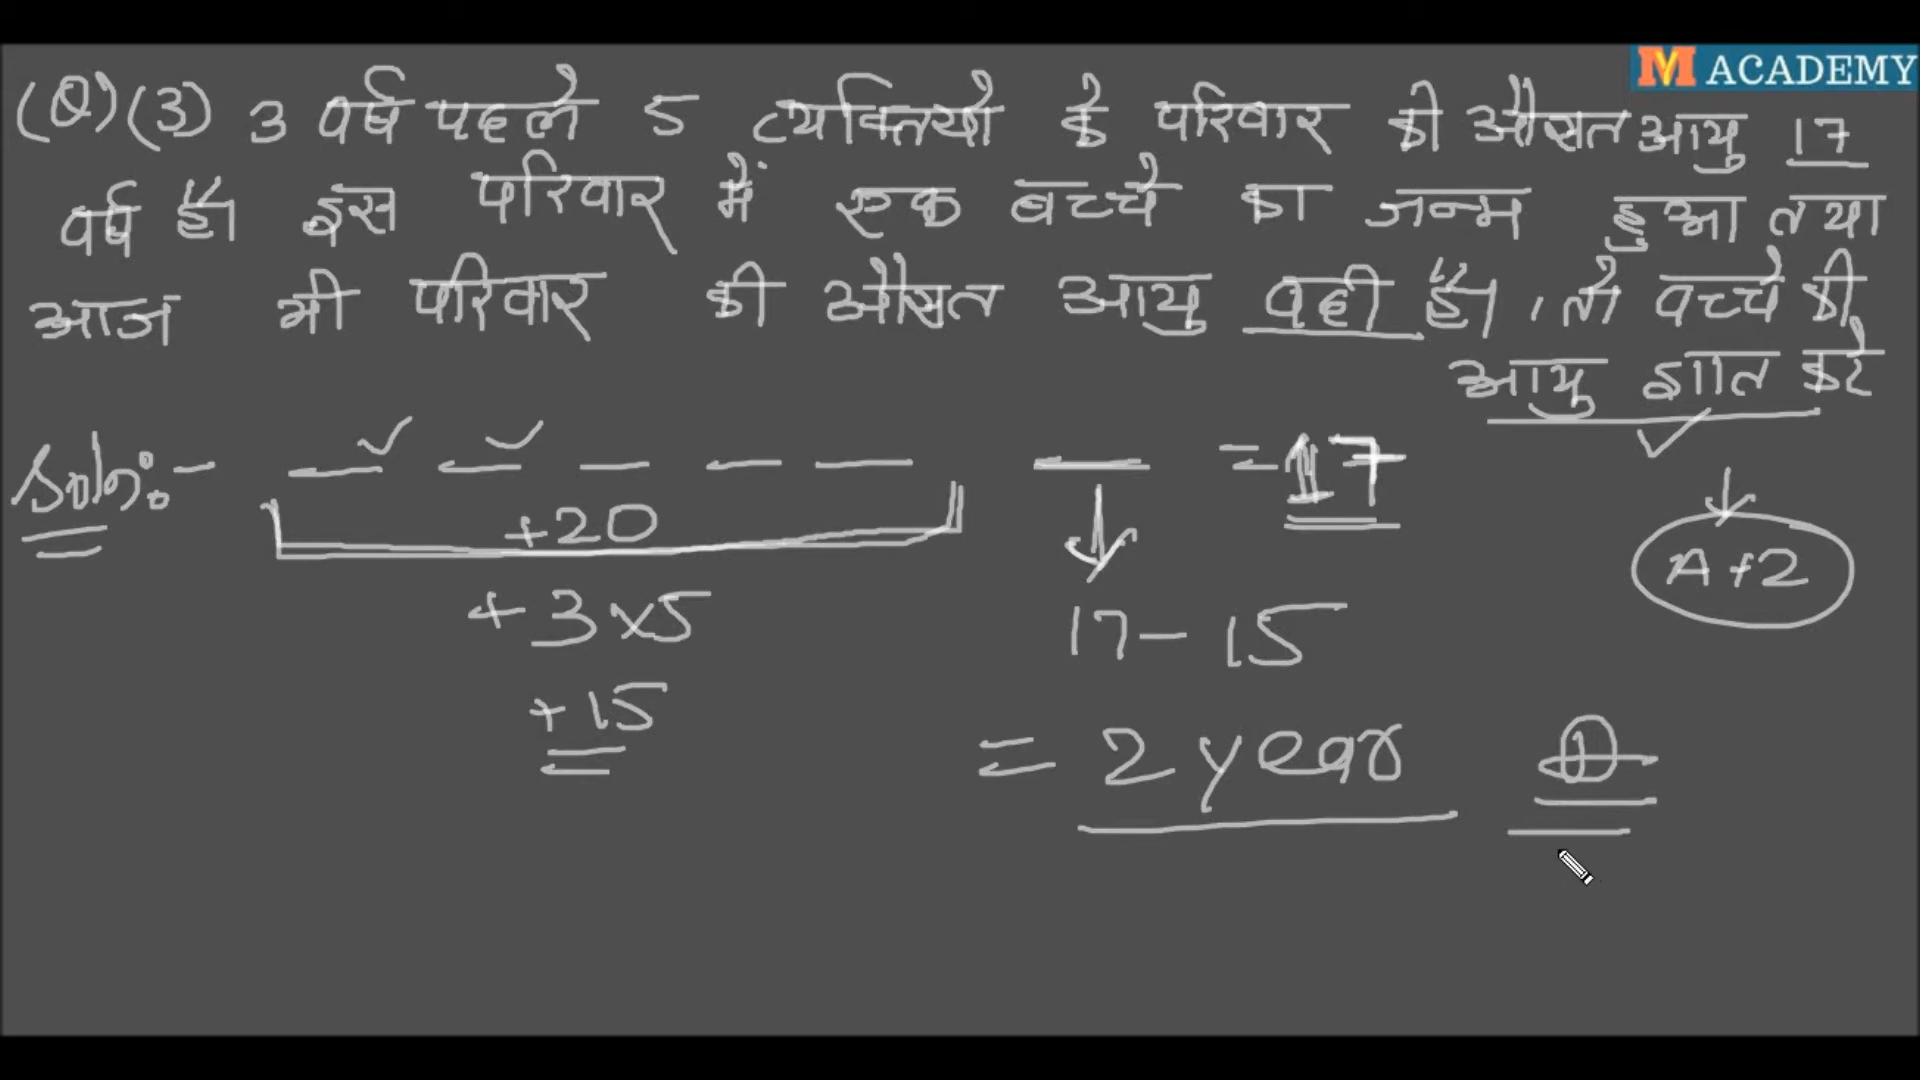 M ACADEMY
(Q)(3) 3 वर्ष पहले 5 व्यक्तियो के परिवार की औसत आयु 17
वर्ष है। इस परिवार में एक बच्चे का जन्म हुआ तथा
आज भी परिवार की औसत आयु वही है। , तो बच्चे की
आयु ज्ञात करे
Soln:- = 17
+20
A+2
+3x5 17-15
+15
= 2 year